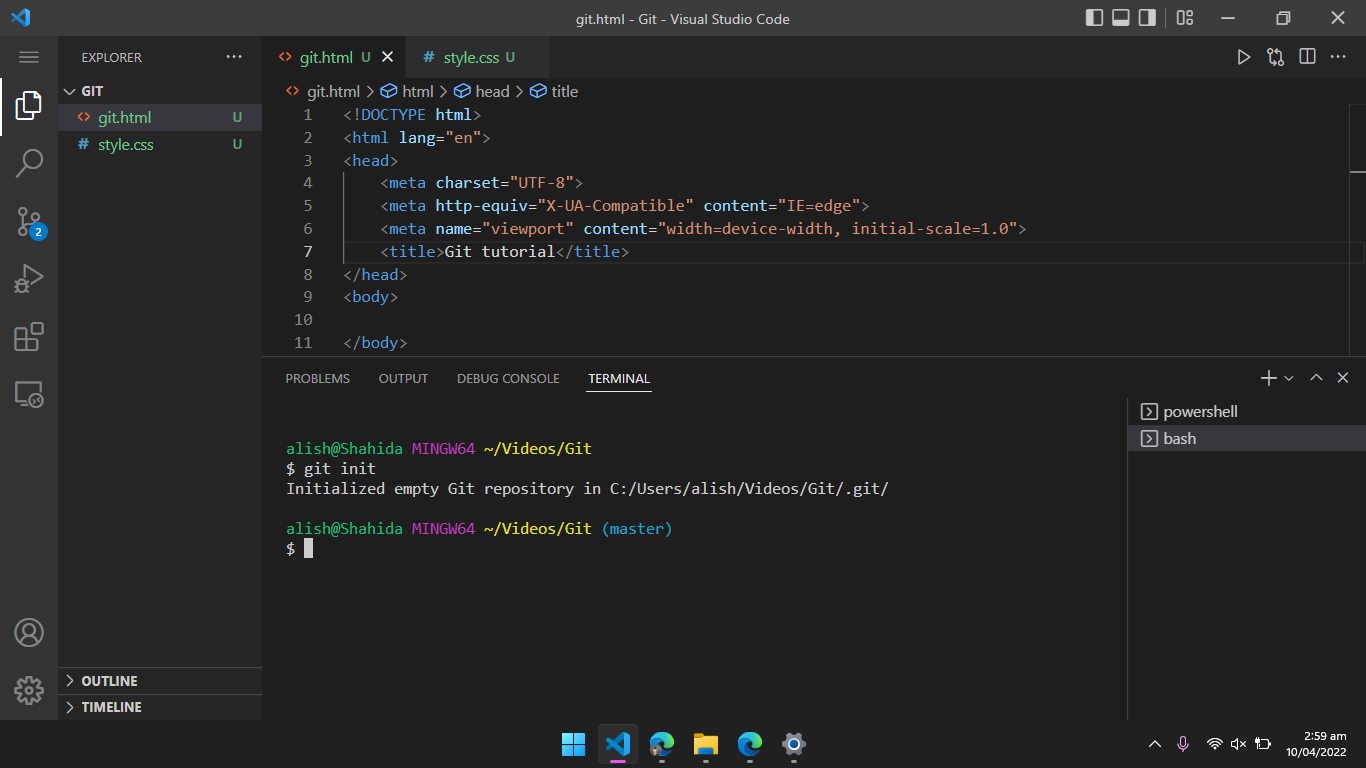 git.html - Git - Visual Studio Code
EXPLORER
GIT
git.html U
style.css U
2
OUTLINE
TIMELINE
git.html U
# style.css U
git.html > html > head > title
1 <!DOCTYPE html>
2 <html lang="en">
3 <head>
4 <meta charset="UTF-8">
5 <meta http-equiv="X-UA-Compatible" content="IE=edge">
6 <meta name="viewport" content="width=device-width, initial-scale=1.0">
7 <title>Git tutorial</title>
8 </head>
9 <body>
10
11 </body>
PROBLEMS OUTPUT DEBUG CONSOLE TERMINAL
alish@Shahida MINGW64 ~/Videos/Git
$ git init
Initialized empty Git repository in C:/Users/alish/Videos/Git/.git/
alish@Shahida MINGW64 ~/Videos/Git (master)
$
powershell
bash
2:59 am
10/04/2022